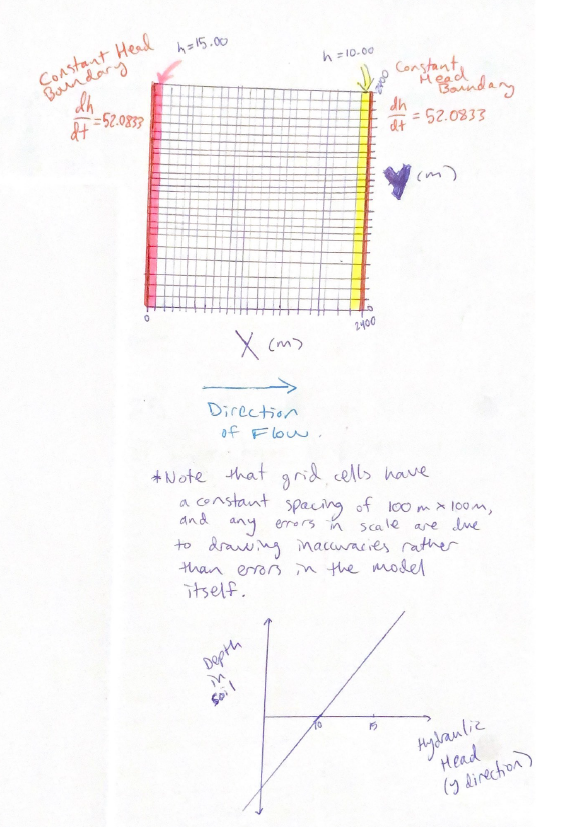 h=15.00
h=10.00
Constant Head
Boundary
dh
dt
=52.0833
Constant
Head
Boundary
dh
dt
= 52.0833
2400
Y (m)
0
0
2400
X (m)
Direction
of Flow.
*Note that grid cells have
a constant spacing of 100 m x 100m,
and any errors in scale are due
to drawing inaccuracies rather
than errors in the model
itself.
Depth
in
soil
10
15
Hydraulic
Head
(y direction)